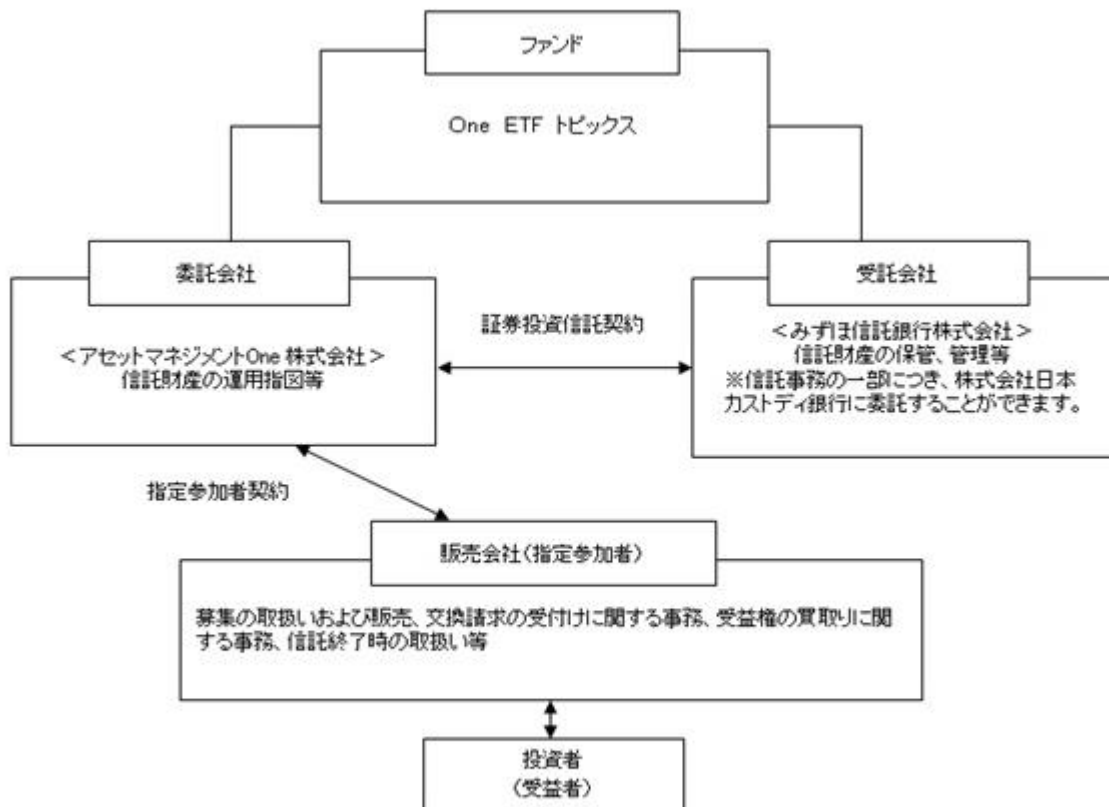 ファンド
One ETF トピックス
委託会社
<アセットマネジメントOne 株式会社>
信託財産の運用指図等
証券投資信託契約
受託会社
<みずほ信託銀行株式会社>
信託財産の保管、管理等
※信託事務の一部につき、株式会社日本
カストディ銀行に委託することができます。
指定参加者契約
販売会社(指定参加者)
募集の取扱いおよび販売、交換請求の受付けに関する事務、受益権の買取りに関
する事務、信託終了時の取扱い等
投資者
(受益者)